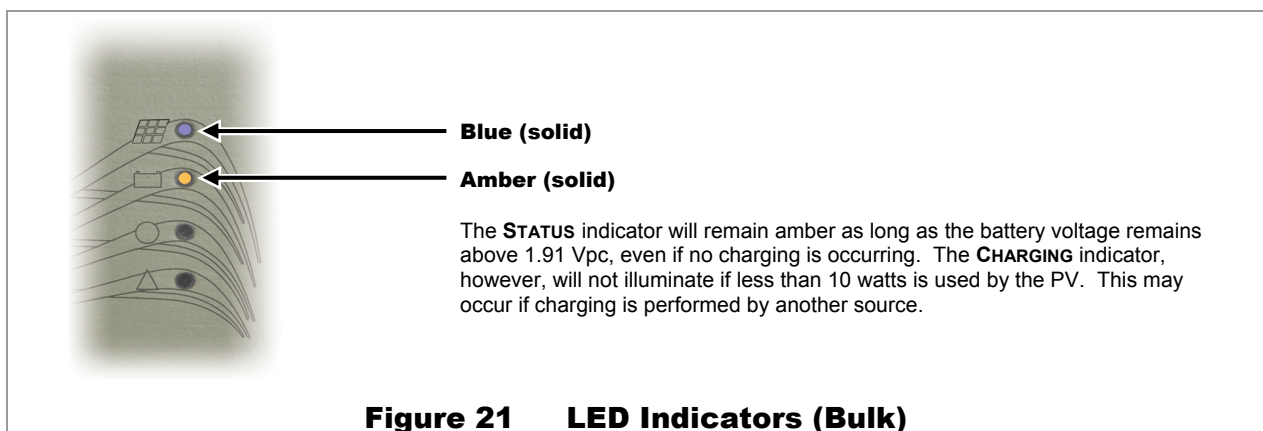 Blue (solid)
Amber (solid)
The STATUS indicator will remain amber as long as the battery voltage remains
above 1.91 Vpc, even if no charging is occurring. The CHARGING indicator,
however, will not illuminate if less than 10 watts is used by the PV. This may
occur if charging is performed by another source.
Figure 21 LED Indicators (Bulk)